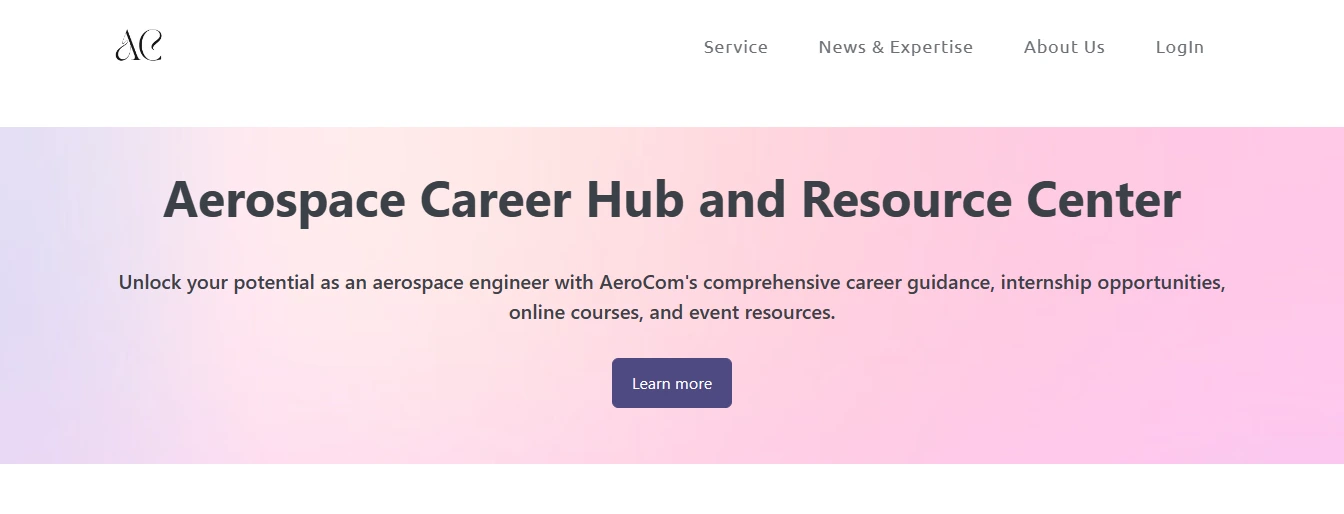 AC
Service
News & Expertise
About Us
LogIn
Aerospace Career Hub and Resource Center
Unlock your potential as an aerospace engineer with AeroCom's comprehensive career guidance, internship opportunities,
online courses, and event resources.
Learn more